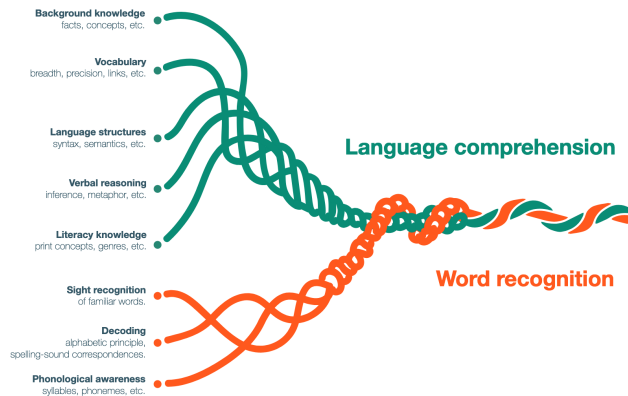 Background knowledge
facts, concepts, etc.
Vocabulary
breadth, precision, links, etc.
Language structures
syntax, semantics, etc.
Verbal reasoning
inference, metaphor, etc.
Literacy knowledge
print concepts, genres, etc.
Language comprehension
Sight recognition
of familiar words.
Decoding
alphabetic principle,
spelling-sound correspondences.
Phonological awareness
syllables, phonemes, etc.
Word recognition